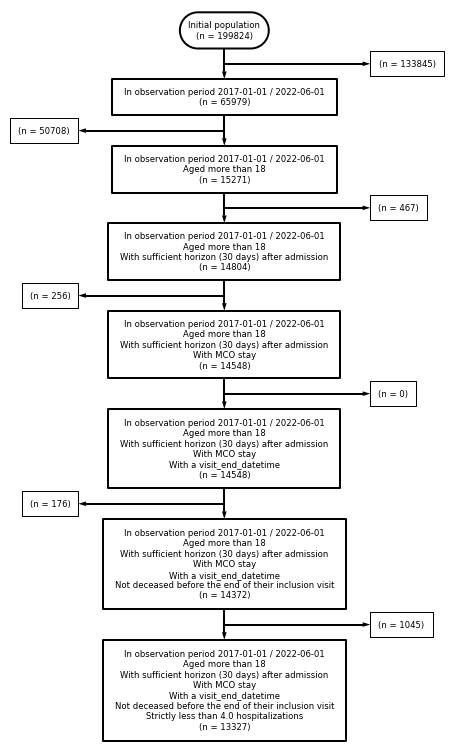 Initial population
(n = 199824)
(n = 133845)
In observation period 2017-01-01 / 2022-06-01
(n = 65979)
(n = 50708)
In observation period 2017-01-01 / 2022-06-01
Aged more than 18
(n = 15271)
(n = 467)
In observation period 2017-01-01 / 2022-06-01
Aged more than 18
With sufficient horizon (30 days) after admission
(n = 14804)
(n = 256)
In observation period 2017-01-01 / 2022-06-01
Aged more than 18
With sufficient horizon (30 days) after admission
With MCO stay
(n = 14548)
(n = 0)
In observation period 2017-01-01 / 2022-06-01
Aged more than 18
With sufficient horizon (30 days) after admission
With MCO stay
With a visit_end_datetime
(n = 14548)
(n = 176)
In observation period 2017-01-01 / 2022-06-01
Aged more than 18
With sufficient horizon (30 days) after admission
With MCO stay
With a visit_end_datetime
Not deceased before the end of their inclusion visit
(n = 14372)
(n = 1045)
In observation period 2017-01-01 / 2022-06-01
Aged more than 18
With sufficient horizon (30 days) after admission
With MCO stay
With a visit_end_datetime
Not deceased before the end of their inclusion visit
Strictly less than 4.0 hospitalizations
(n = 13327)